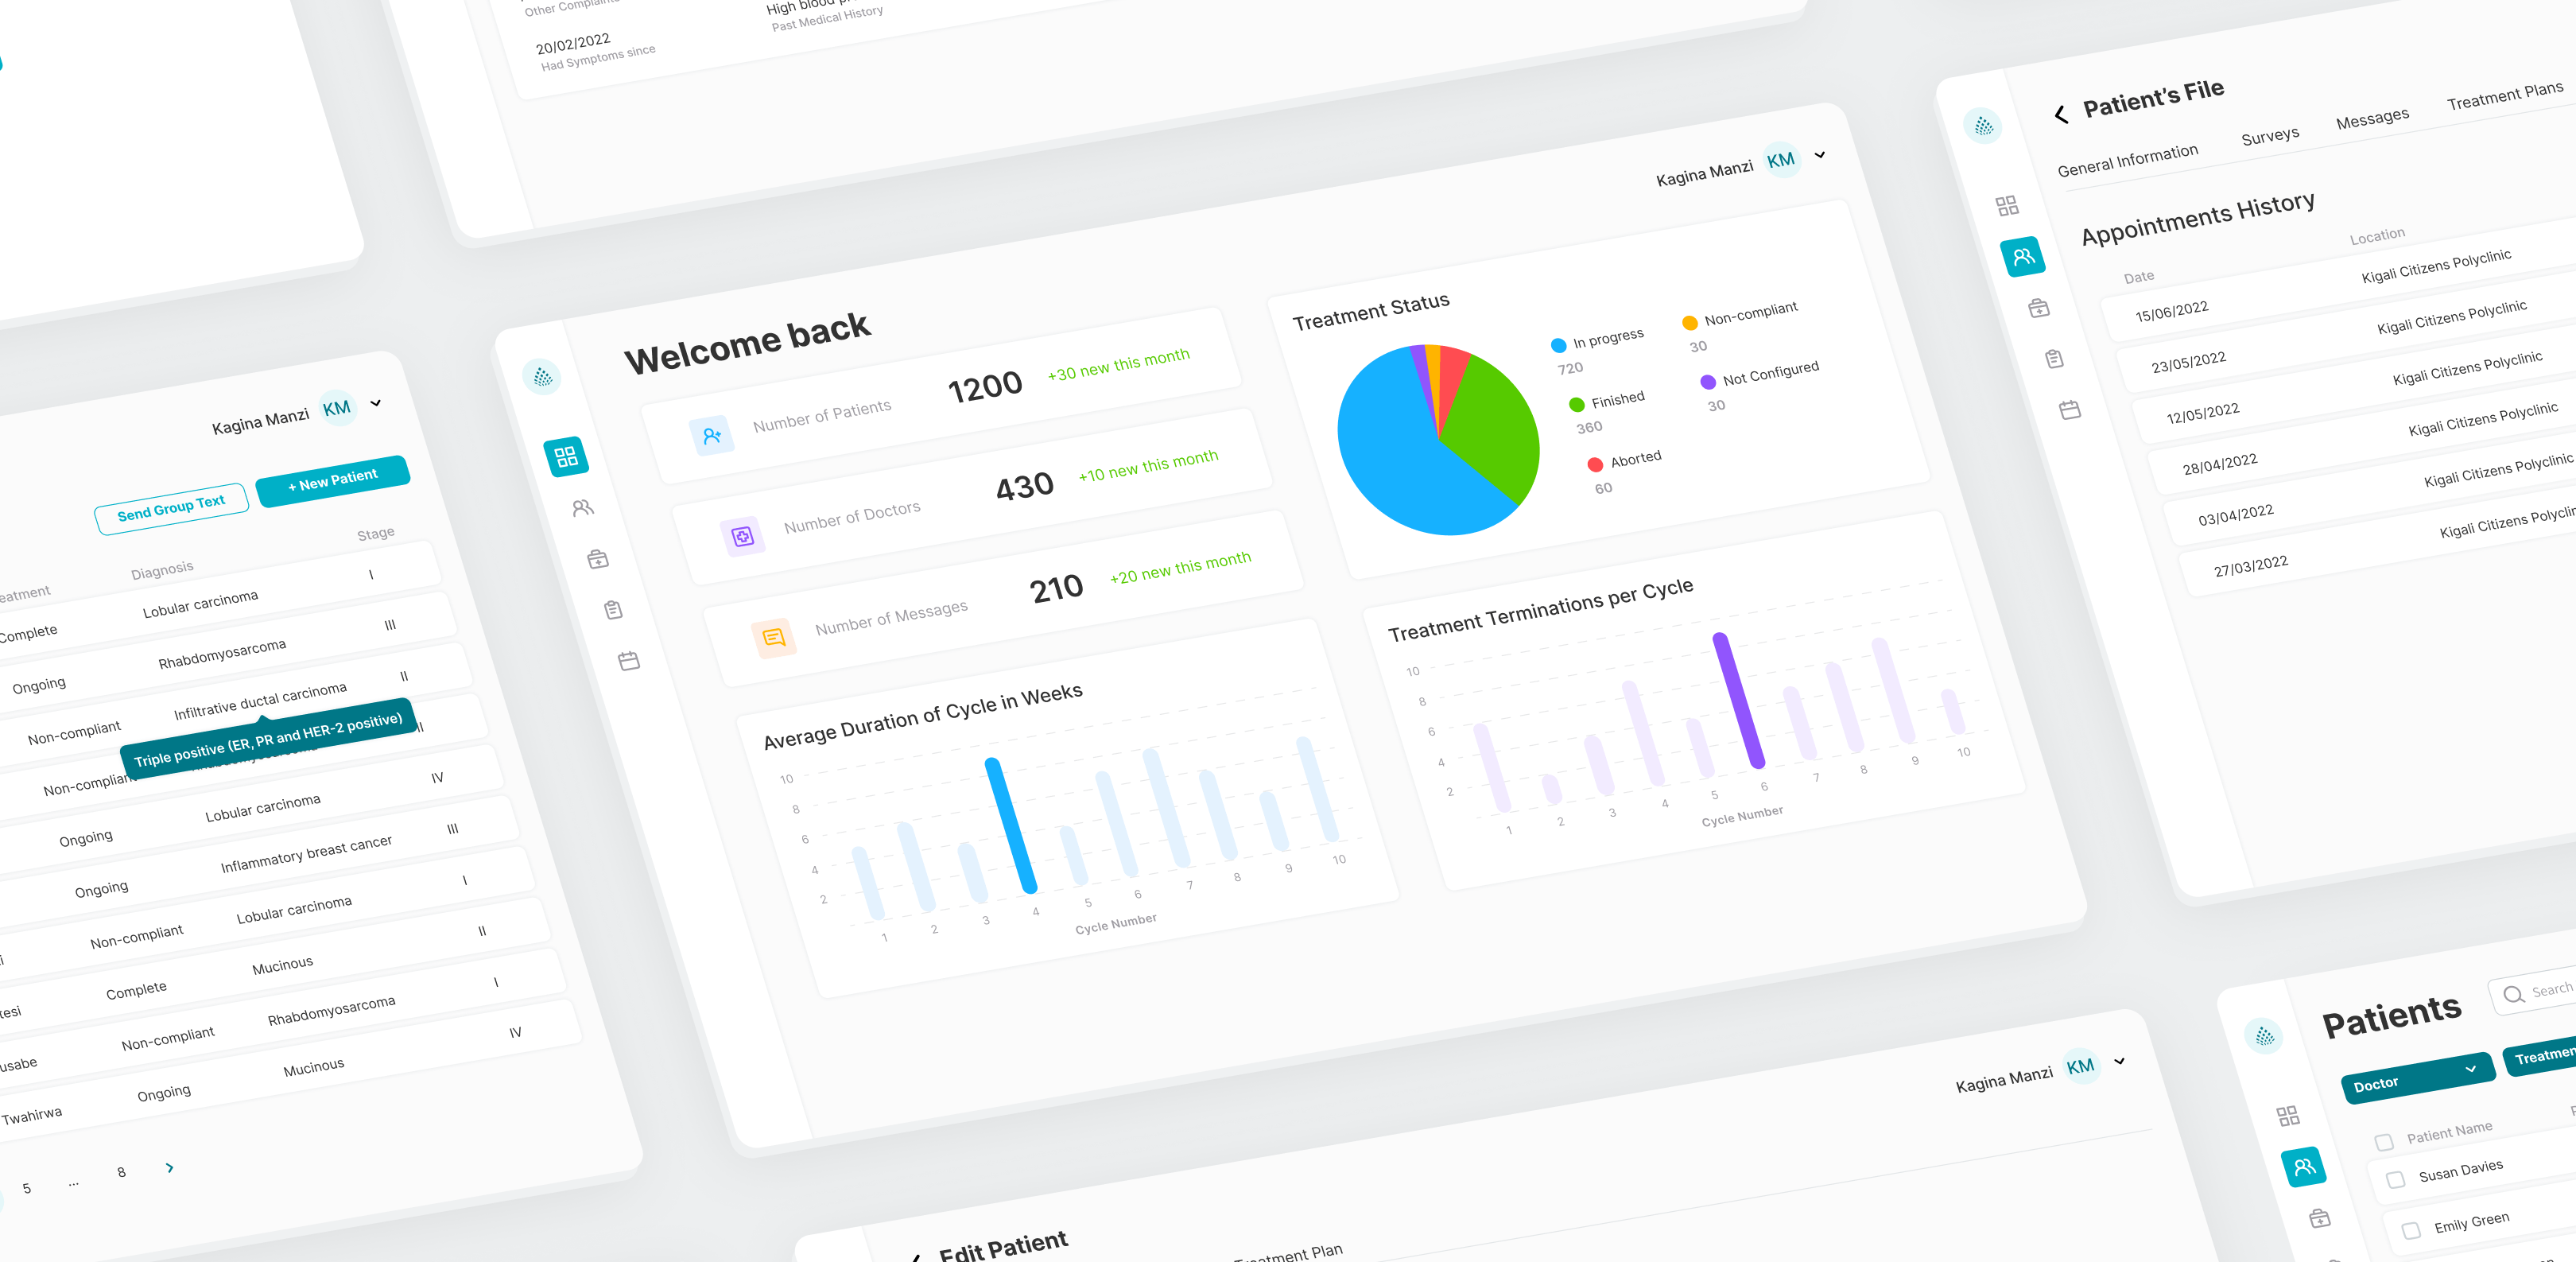 Other Complaints
20/02/2022
Had Symptoms since
High blood
Past Medical History
Kagina Manzi
KM
Send Group Text
+ New Patient
Diagnosis
Stage
Complete
Lobular carcinoma
I
Ongoing
Rhabdomyosarcoma
III
Non-compliant
Infiltrative ductal carcinoma
II
Triple positive (ER, PR and HER-2 positive)
Non-compliant
Ongoing
Lobular carcinoma
IV
Ongoing
Inflammatory breast cancer
III
Non-compliant
Lobular carcinoma
I
Complete
Mucinous
II
Non-compliant
Rhabdomyosarcoma
I
Twahirwa
Ongoing
Mucinous
IV
5
...
8
Kagina Manzi
KM
Welcome back
Number of Patients
1200
+30 new this month
Number of Doctors
430
+10 new this month
Number of Messages
210
+20 new this month
Treatment Status
In progress
720
Finished
360
Aborted
60
Non-compliant
30
Not Configured
30
Average Duration of Cycle in Weeks
10
8
6
4
2
1 2 3 4 5 6 7 8 9 10
Cycle Number
Treatment Terminations per Cycle
10
8
6
4
2
1 2 3 4 5 6 7 8 9 10
Cycle Number
Patient's File
General Information
Surveys
Messages
Treatment Plans
Appointments History
Date
Location
15/06/2022
Kigali Citizens Polyclinic
23/05/2022
Kigali Citizens Polyclinic
12/05/2022
Kigali Citizens Polyclinic
28/04/2022
Kigali Citizens Polyclinic
03/04/2022
Kigali Citizens Polyclinic
27/03/2022
Kigali Citizens
Kagina Manzi
KM
Edit Patient
Treatment Plan
Patients
Search
Doctor
Patient Name
Susan Davies
Emily Green